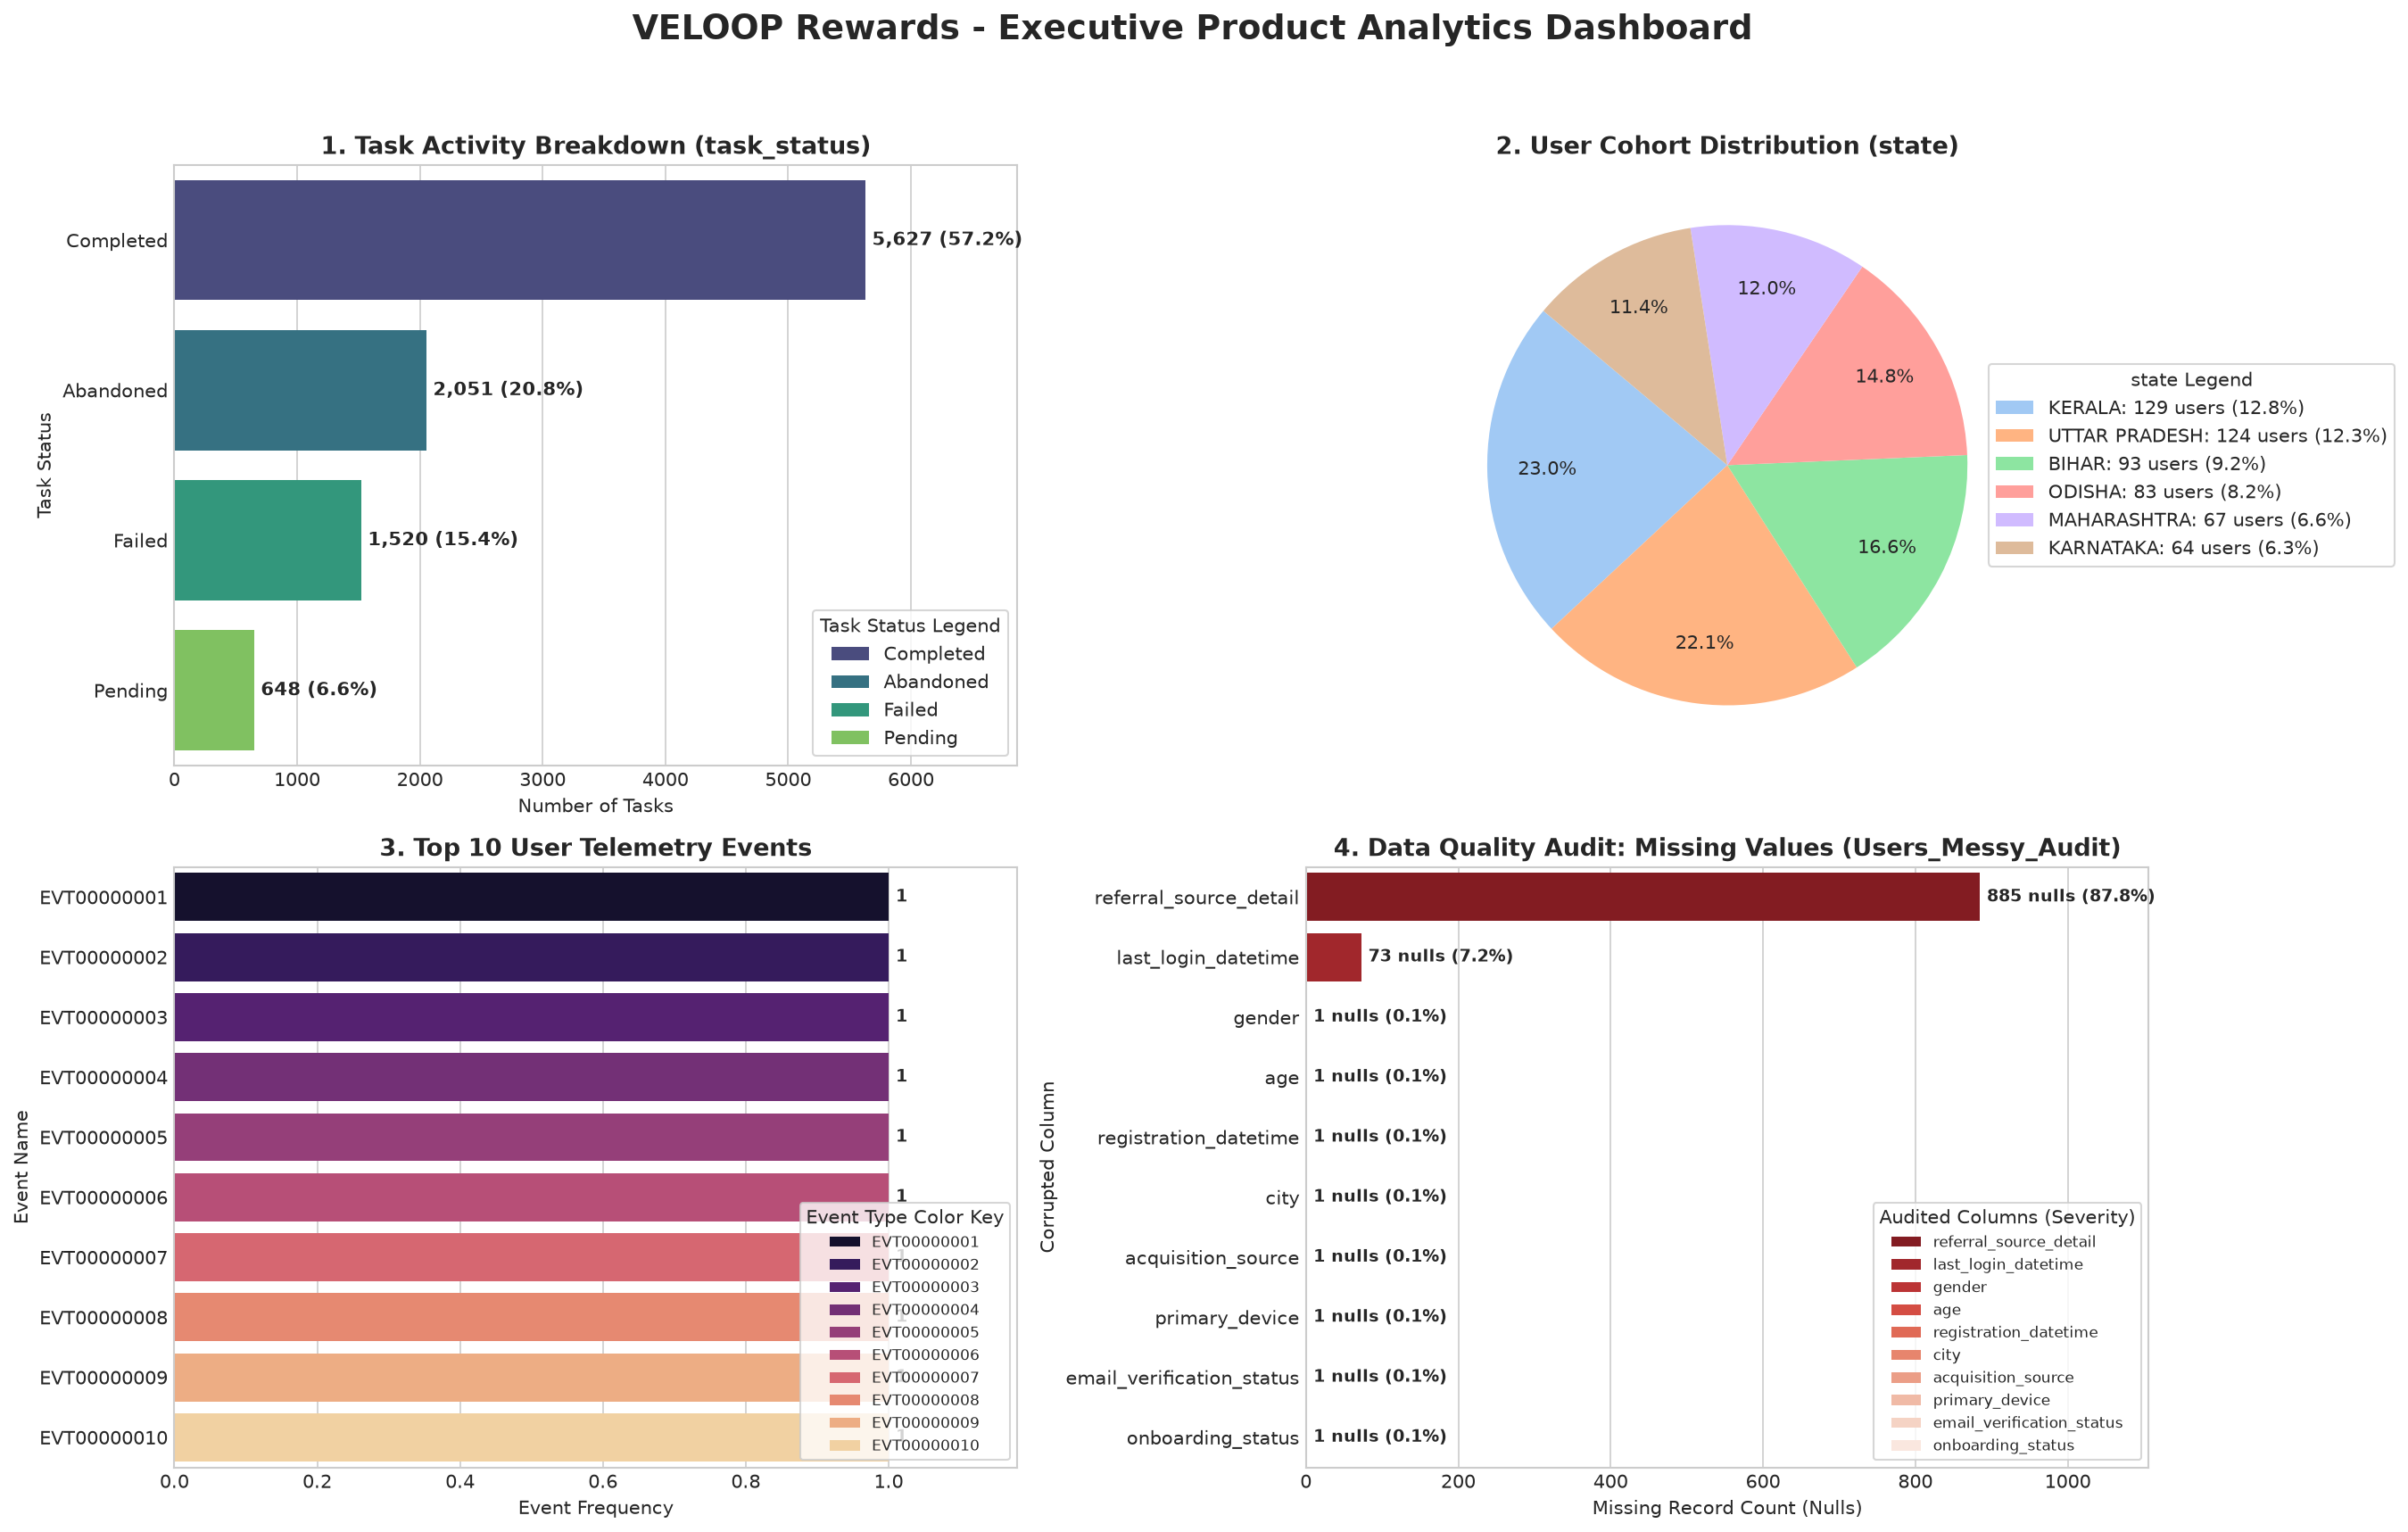 VELOOP Rewards - Executive Product Analytics Dashboard
1. Task Activity Breakdown (task_status)
Task Status
Completed
5,627 (57.2%)
Abandoned
2,051 (20.8%)
Failed
1,520 (15.4%)
Pending
648 (6.6%)
Task Status Legend
Completed
Abandoned
Failed
Pending
0 1000 2000 3000 4000 5000 6000
Number of Tasks
2. User Cohort Distribution (state)
12.0%
11.4%
14.8%
23.0%
16.6%
22.1%
state Legend
KERALA: 129 users (12.8%)
UTTAR PRADESH: 124 users (12.3%)
BIHAR: 93 users (9.2%)
ODISHA: 83 users (8.2%)
MAHARASHTRA: 67 users (6.6%)
KARNATAKA: 64 users (6.3%)
3. Top 10 User Telemetry Events
Event Name
EVT00000001 1
EVT00000002 1
EVT00000003 1
EVT00000004 1
EVT00000005 1
EVT00000006 1
EVT00000007 1
EVT00000008 1
EVT00000009 1
EVT00000010 1
Event Type Color Key
EVT00000001
EVT00000002
EVT00000003
EVT00000004
EVT00000005
EVT00000006
EVT00000007
EVT00000008
EVT00000009
EVT00000010
0.0 0.2 0.4 0.6 0.8 1.0
Event Frequency
4. Data Quality Audit: Missing Values (Users_Messy_Audit)
Corrupted Column
referral_source_detail 885 nulls (87.8%)
last_login_datetime 73 nulls (7.2%)
gender 1 nulls (0.1%)
age 1 nulls (0.1%)
registration_datetime 1 nulls (0.1%)
city 1 nulls (0.1%)
acquisition_source 1 nulls (0.1%)
primary_device 1 nulls (0.1%)
email_verification_status 1 nulls (0.1%)
onboarding_status 1 nulls (0.1%)
Audited Columns (Severity)
referral_source_detail
last_login_datetime
gender
age
registration_datetime
city
acquisition_source
primary_device
email_verification_status
onboarding_status
0 200 400 600 800 1000
Missing Record Count (Nulls)